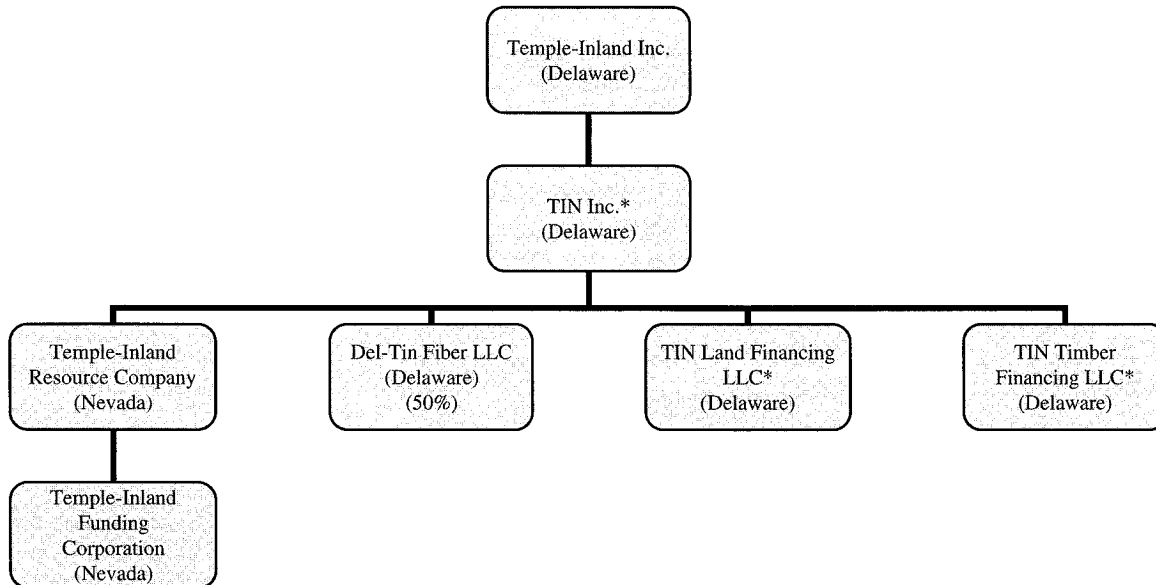 Temple-Inland Inc.
(Delaware)
TIN Inc.*
(Delaware)
Temple-Inland
Resource Company
(Nevada)
Del-Tin Fiber LLC
(Delaware)
(50%)
TIN Land Financing
LLC*
(Delaware)
TIN Timber
Financing LLC*
(Delaware)
Temple-Inland
Funding
Corporation
(Nevada)